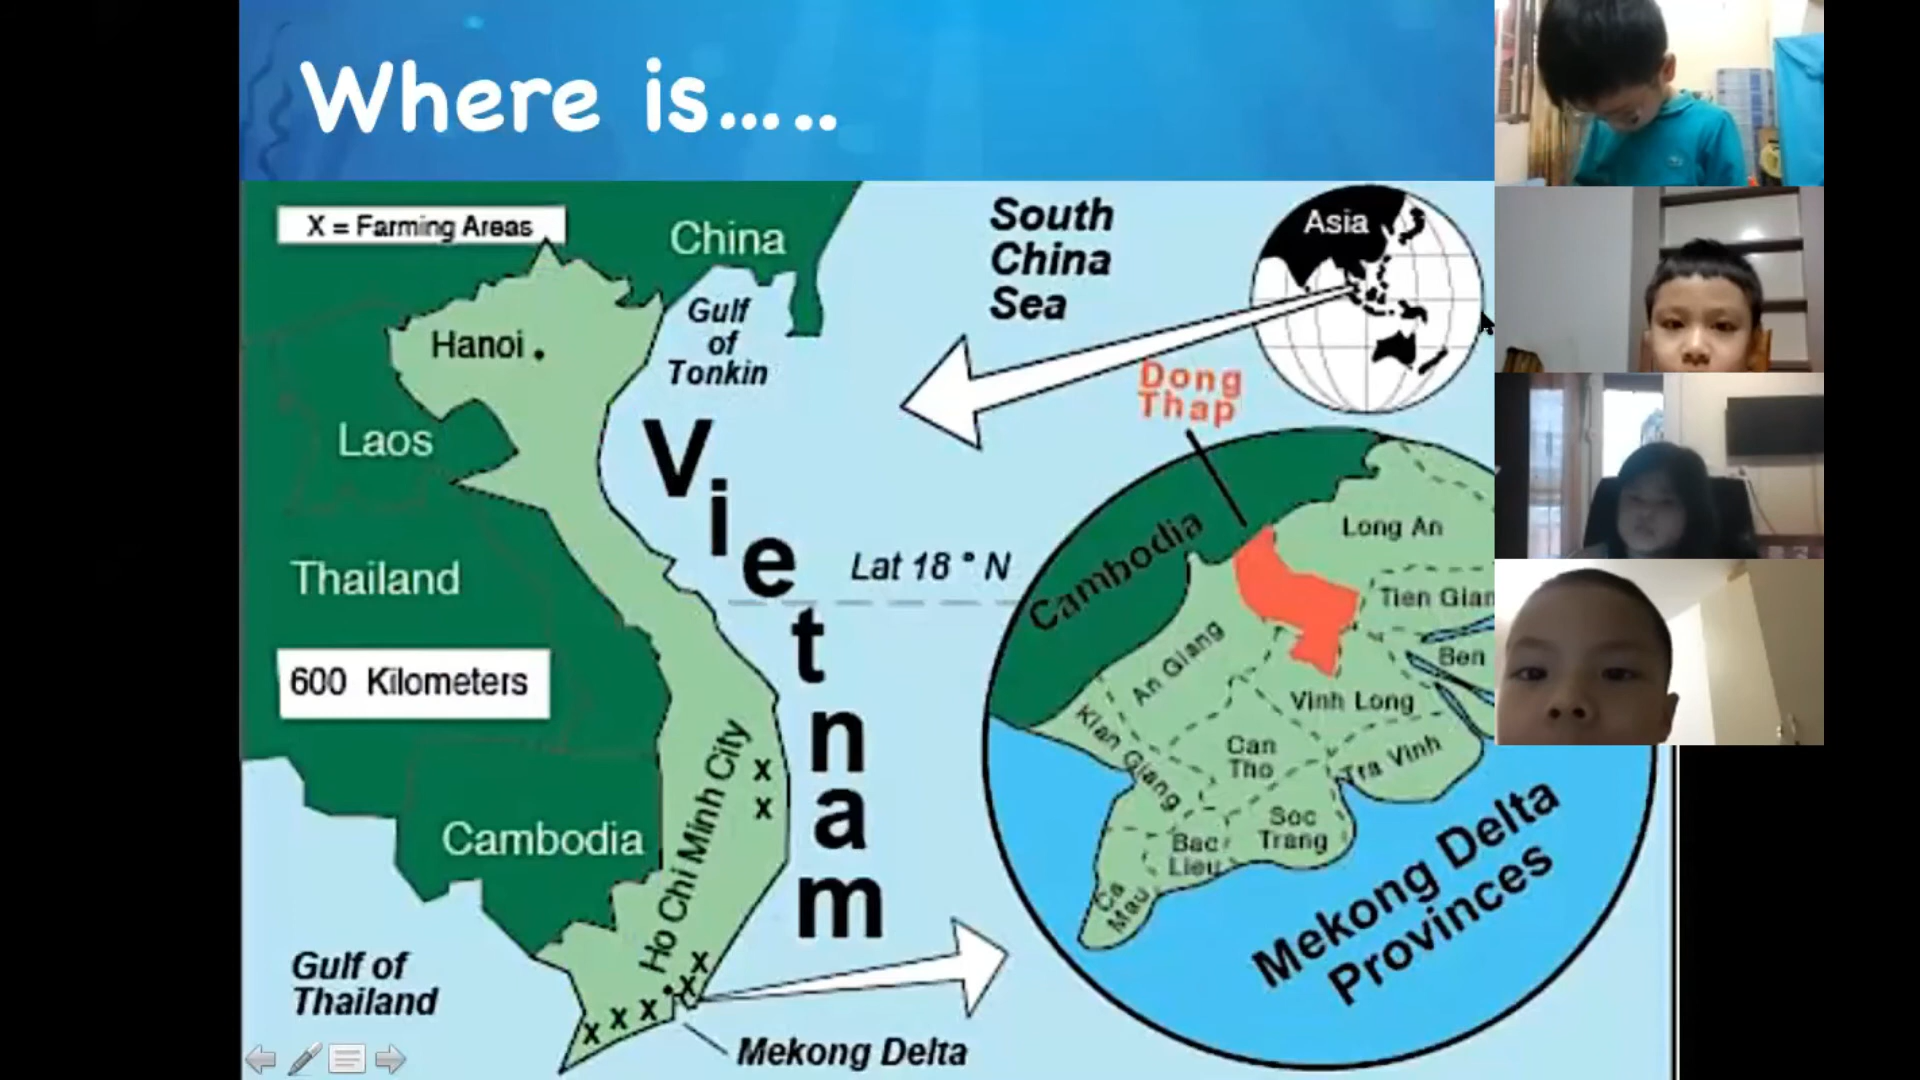 Where is.....
X = Farming Areas
China
South
China
Sea
Asia
Hanoi
Gulf
of
Tonkin
Dong
Thap
Laos
Vietnam
Lat 18 ° N
Long An
Cambodia
Thailand
Tien Gian
An Giang
Ben
600 Kilometers
Vinh Long
Kian Giang
Can
Tho
Tra Vinh
Ho Chi Minh City
X
X
Soc
Trang
Bac
Lieu
Cambodia
Ca
Mau
Mekong Delta
Provinces
Gulf of
Thailand
X X X X X
Mekong Delta